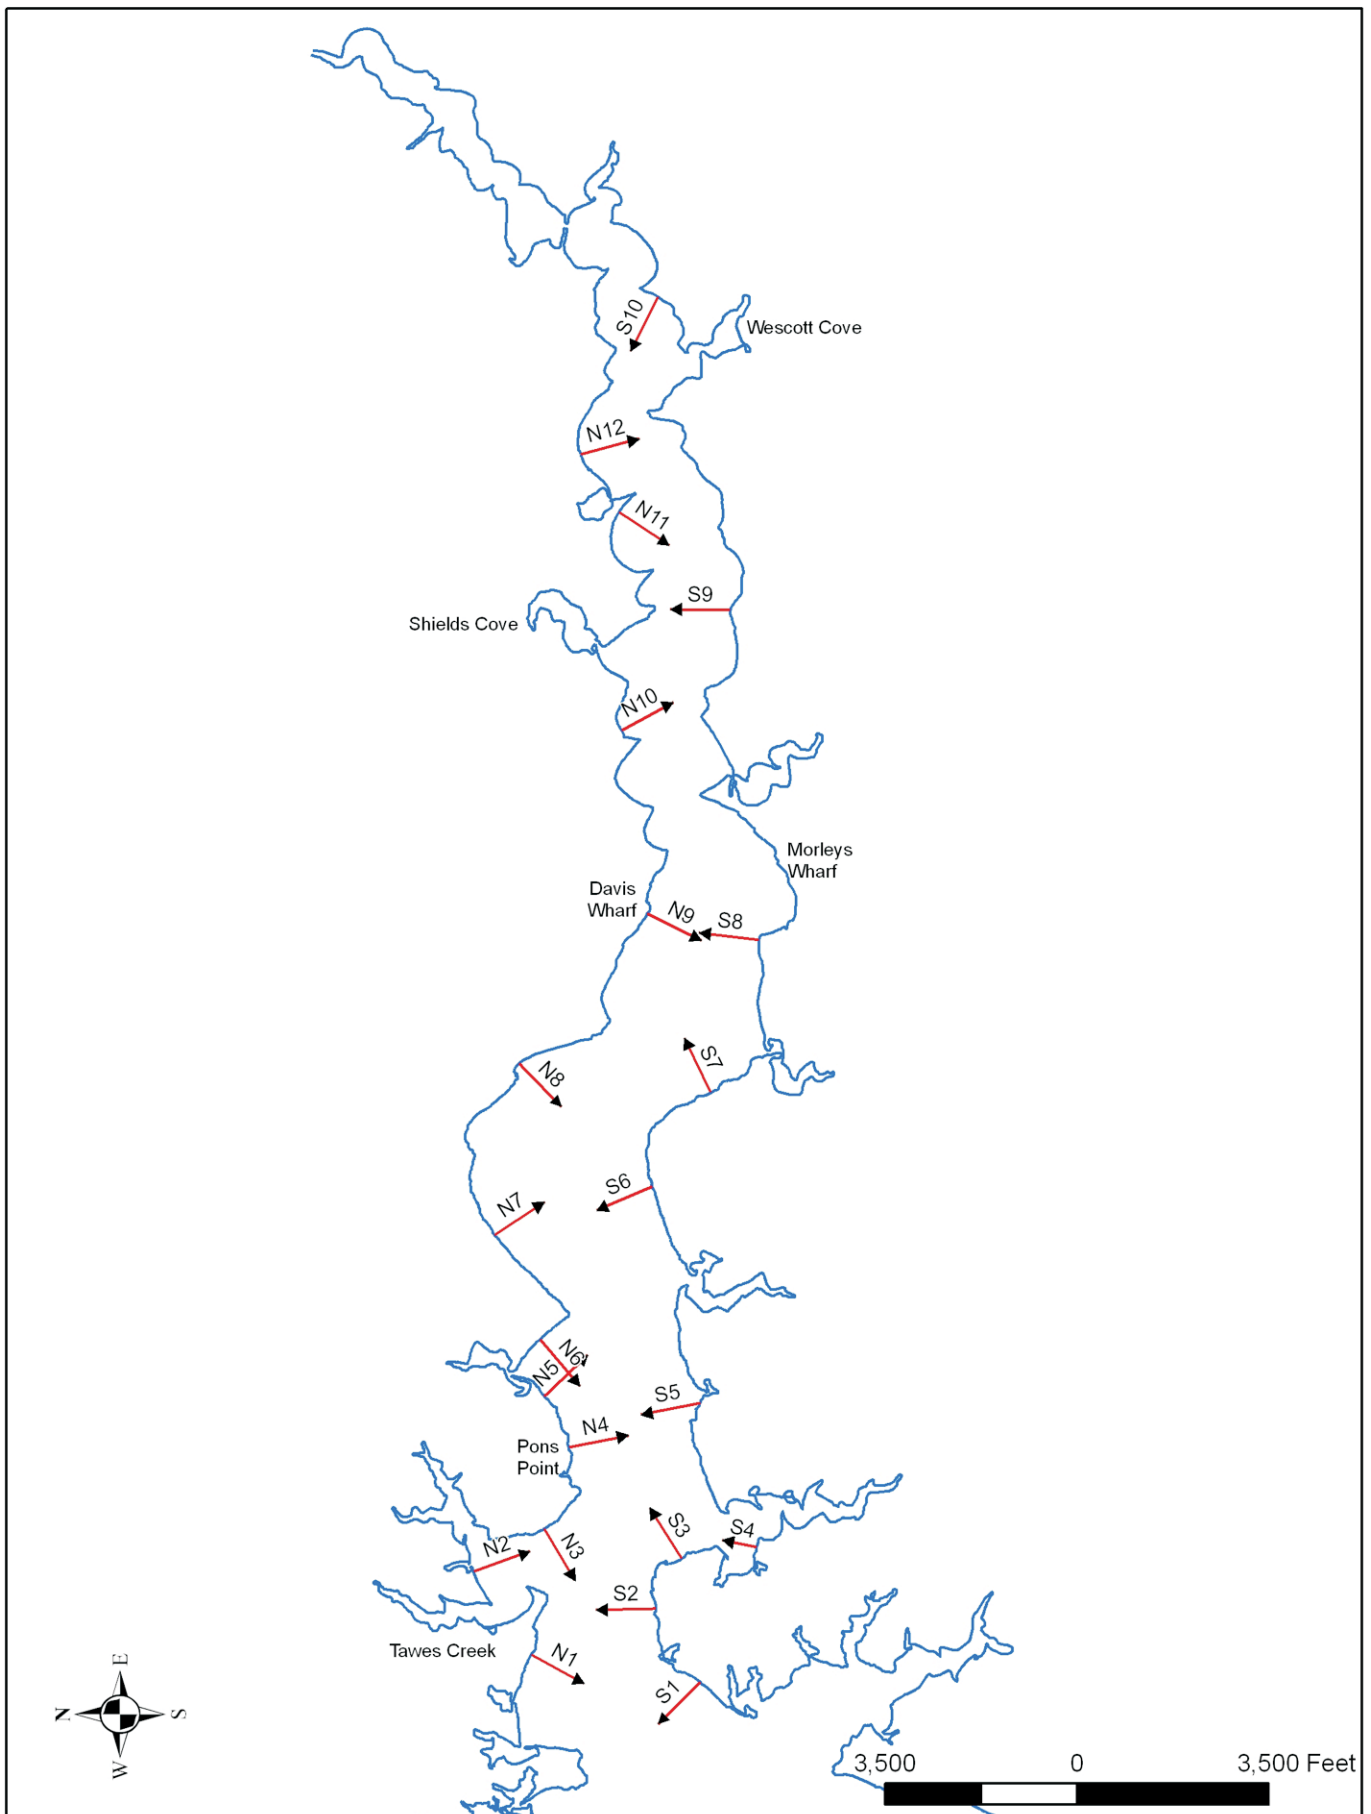 S10
Wescott Cove
N12
N11
S9
Shields Cove
N10
Morleys
Wharf
Davis
Wharf
N9
S8
S7
N8
S6
N7
N6
N5
S5
N4
Pons
Point
S3
S4
N2
N3
S2
Tawes Creek
N1
S1
E
N
S
W
3,500
0
3,500 Feet